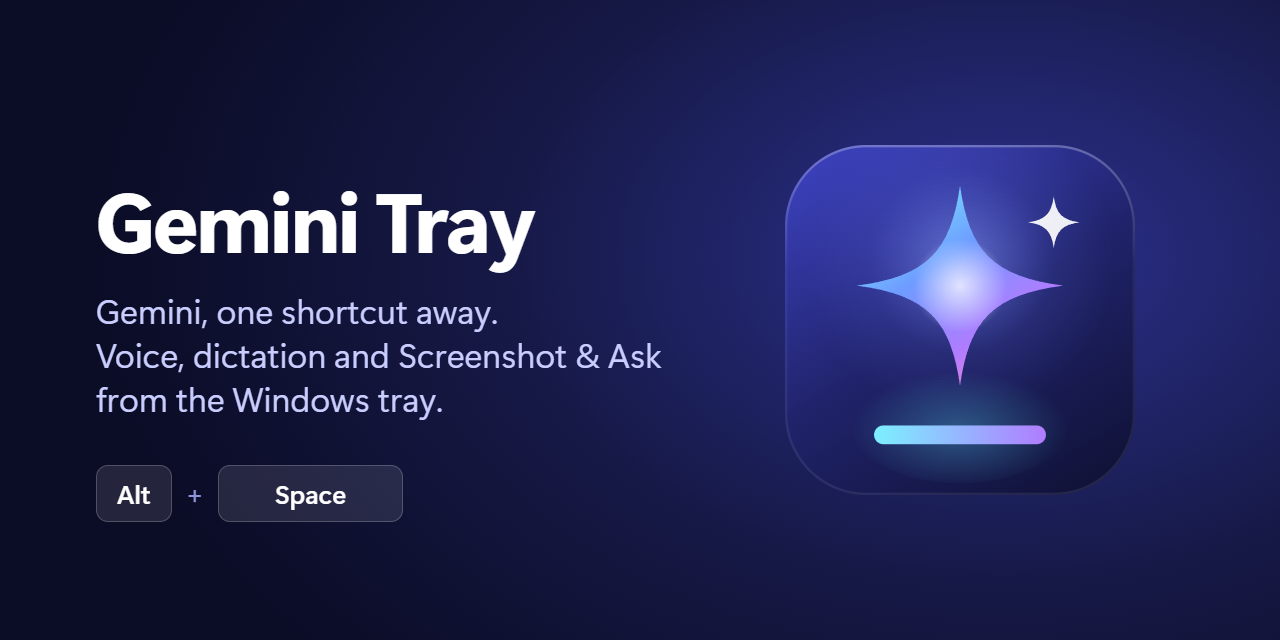 Gemini Tray
Gemini, one shortcut away.
Voice, dictation and Screenshot & Ask
from the Windows tray.
Alt + Space